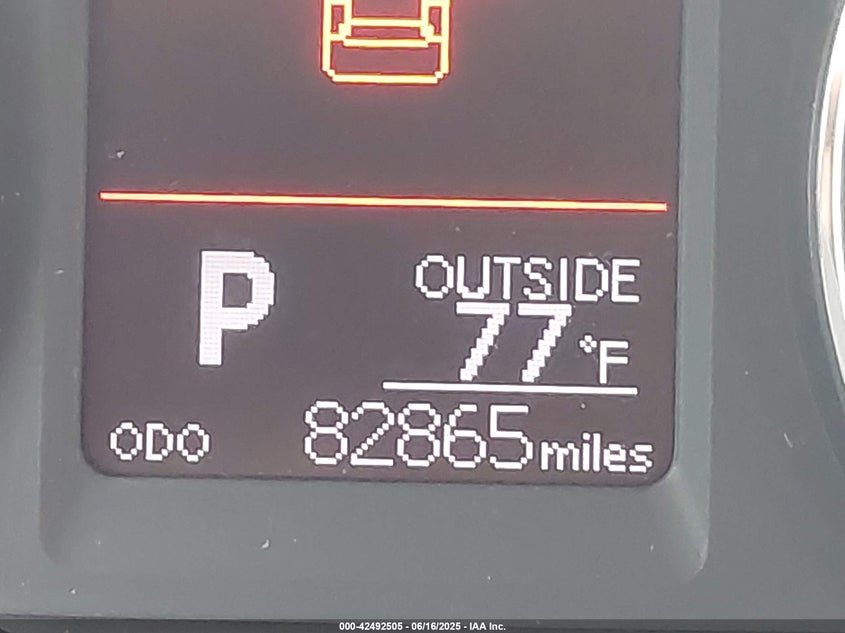 P
OUTSIDE
77°F
ODO 82865 miles
000-42492505 - 06/16/2025 - IAA Inc.